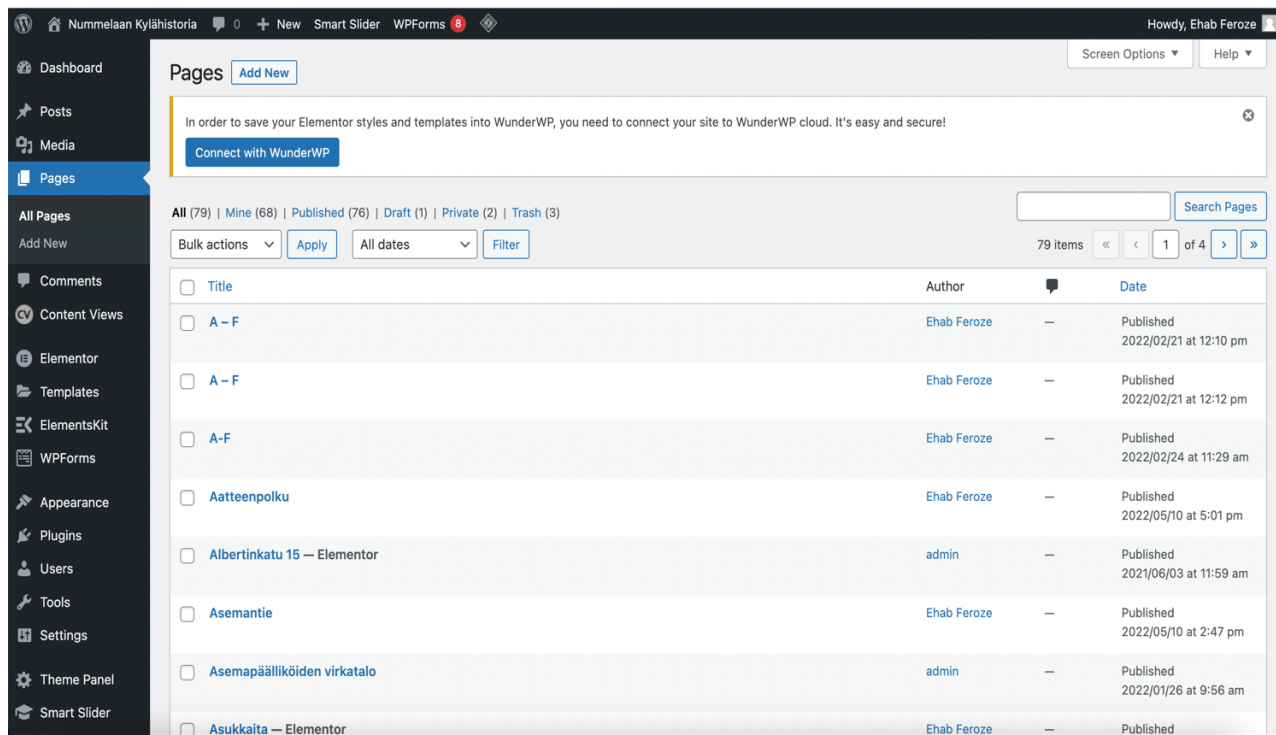 Nummelaan Kylähistoria 0 + New Smart Slider WPForms 8 Howdy, Ehab Feroze
Screen Options ▼ Help ▼
Dashboard
Posts
Media
Pages
All Pages
Add New
Comments
Content Views
Elementor
Templates
ElementsKit
WPForms
Appearance
Plugins
Users
Tools
Settings
Theme Panel
Smart Slider
Pages Add New
In order to save your Elementor styles and templates into WunderWP, you need to connect your site to WunderWP cloud. It's easy and secure!
Connect with WunderWP
All (79) | Mine (68) | Published (76) | Draft (1) | Private (2) | Trash (3)
Search Pages
Bulk actions Apply All dates Filter
79 items « ‹ 1 of 4 › »
Title Author Date
A – F Ehab Feroze — Published
2022/02/21 at 12:10 pm
A – F Ehab Feroze — Published
2022/02/21 at 12:12 pm
A-F Ehab Feroze — Published
2022/02/24 at 11:29 am
Aatteenpolku Ehab Feroze — Published
2022/05/10 at 5:01 pm
Albertinkatu 15 — Elementor admin — Published
2021/06/03 at 11:59 am
Asemantie Ehab Feroze — Published
2022/05/10 at 2:47 pm
Asemapäälliköiden virkatalo admin — Published
2022/01/26 at 9:56 am
Asukkaita — Elementor Ehab Feroze — Published